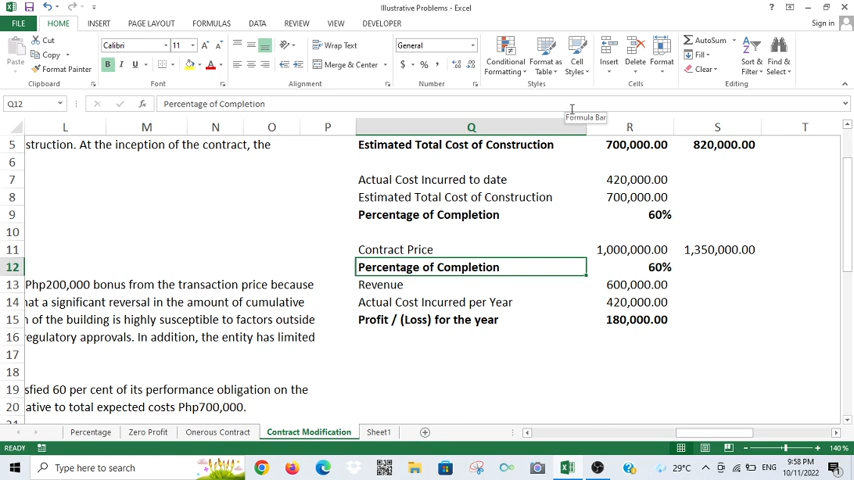 Illustrative Problems - Excel
Sign in
FILE HOME INSERT PAGE LAYOUT FORMULAS DATA REVIEW VIEW DEVELOPER
Paste
Cut
Copy
Format Painter
Clipboard
Calibri 11
B I U
Font
Wrap Text
Merge & Center
Alignment
General
$ % ,
Number
Conditional Formatting
Format as Table
Cell Styles
Styles
Insert Delete Format
Cells
AutoSum
Fill
Clear
Sort & Filter
Find & Select
Editing
Q12 fx Percentage of Completion
Formula Bar
L M N O P Q R S T
5 struction. At the inception of the contract, the Estimated Total Cost of Construction 700,000.00 820,000.00
6
7 Actual Cost Incurred to date 420,000.00
8 Estimated Total Cost of Construction 700,000.00
9 Percentage of Completion 60%
10
11 Contract Price 1,000,000.00 1,350,000.00
12 Percentage of Completion 60%
13 Php200,000 bonus from the transaction price because Revenue 600,000.00
14 hat a significant reversal in the amount of cumulative Actual Cost Incurred per Year 420,000.00
15 n of the building is highly susceptible to factors outside Profit / (Loss) for the year 180,000.00
16 regulatory approvals. In addition, the entity has limited
17
18
19 sfied 60 per cent of its performance obligation on the
20 ative to total expected costs Php700,000.
Percentage Zero Profit Onerous Contract Contract Modification Sheet1
READY 140 %
Type here to search
29°C ENG 9:58 PM
10/11/2022